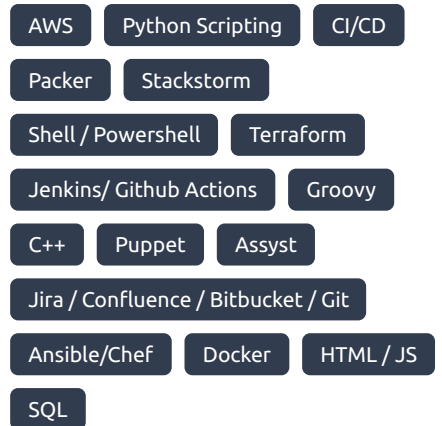 AWS Python Scripting CI/CD
Packer Stackstorm
Shell / Powershell Terraform
Jenkins/ Github Actions Groovy
C++ Puppet Assyst
Jira / Confluence / Bitbucket / Git
Ansible/Chef Docker HTML / JS
SQL